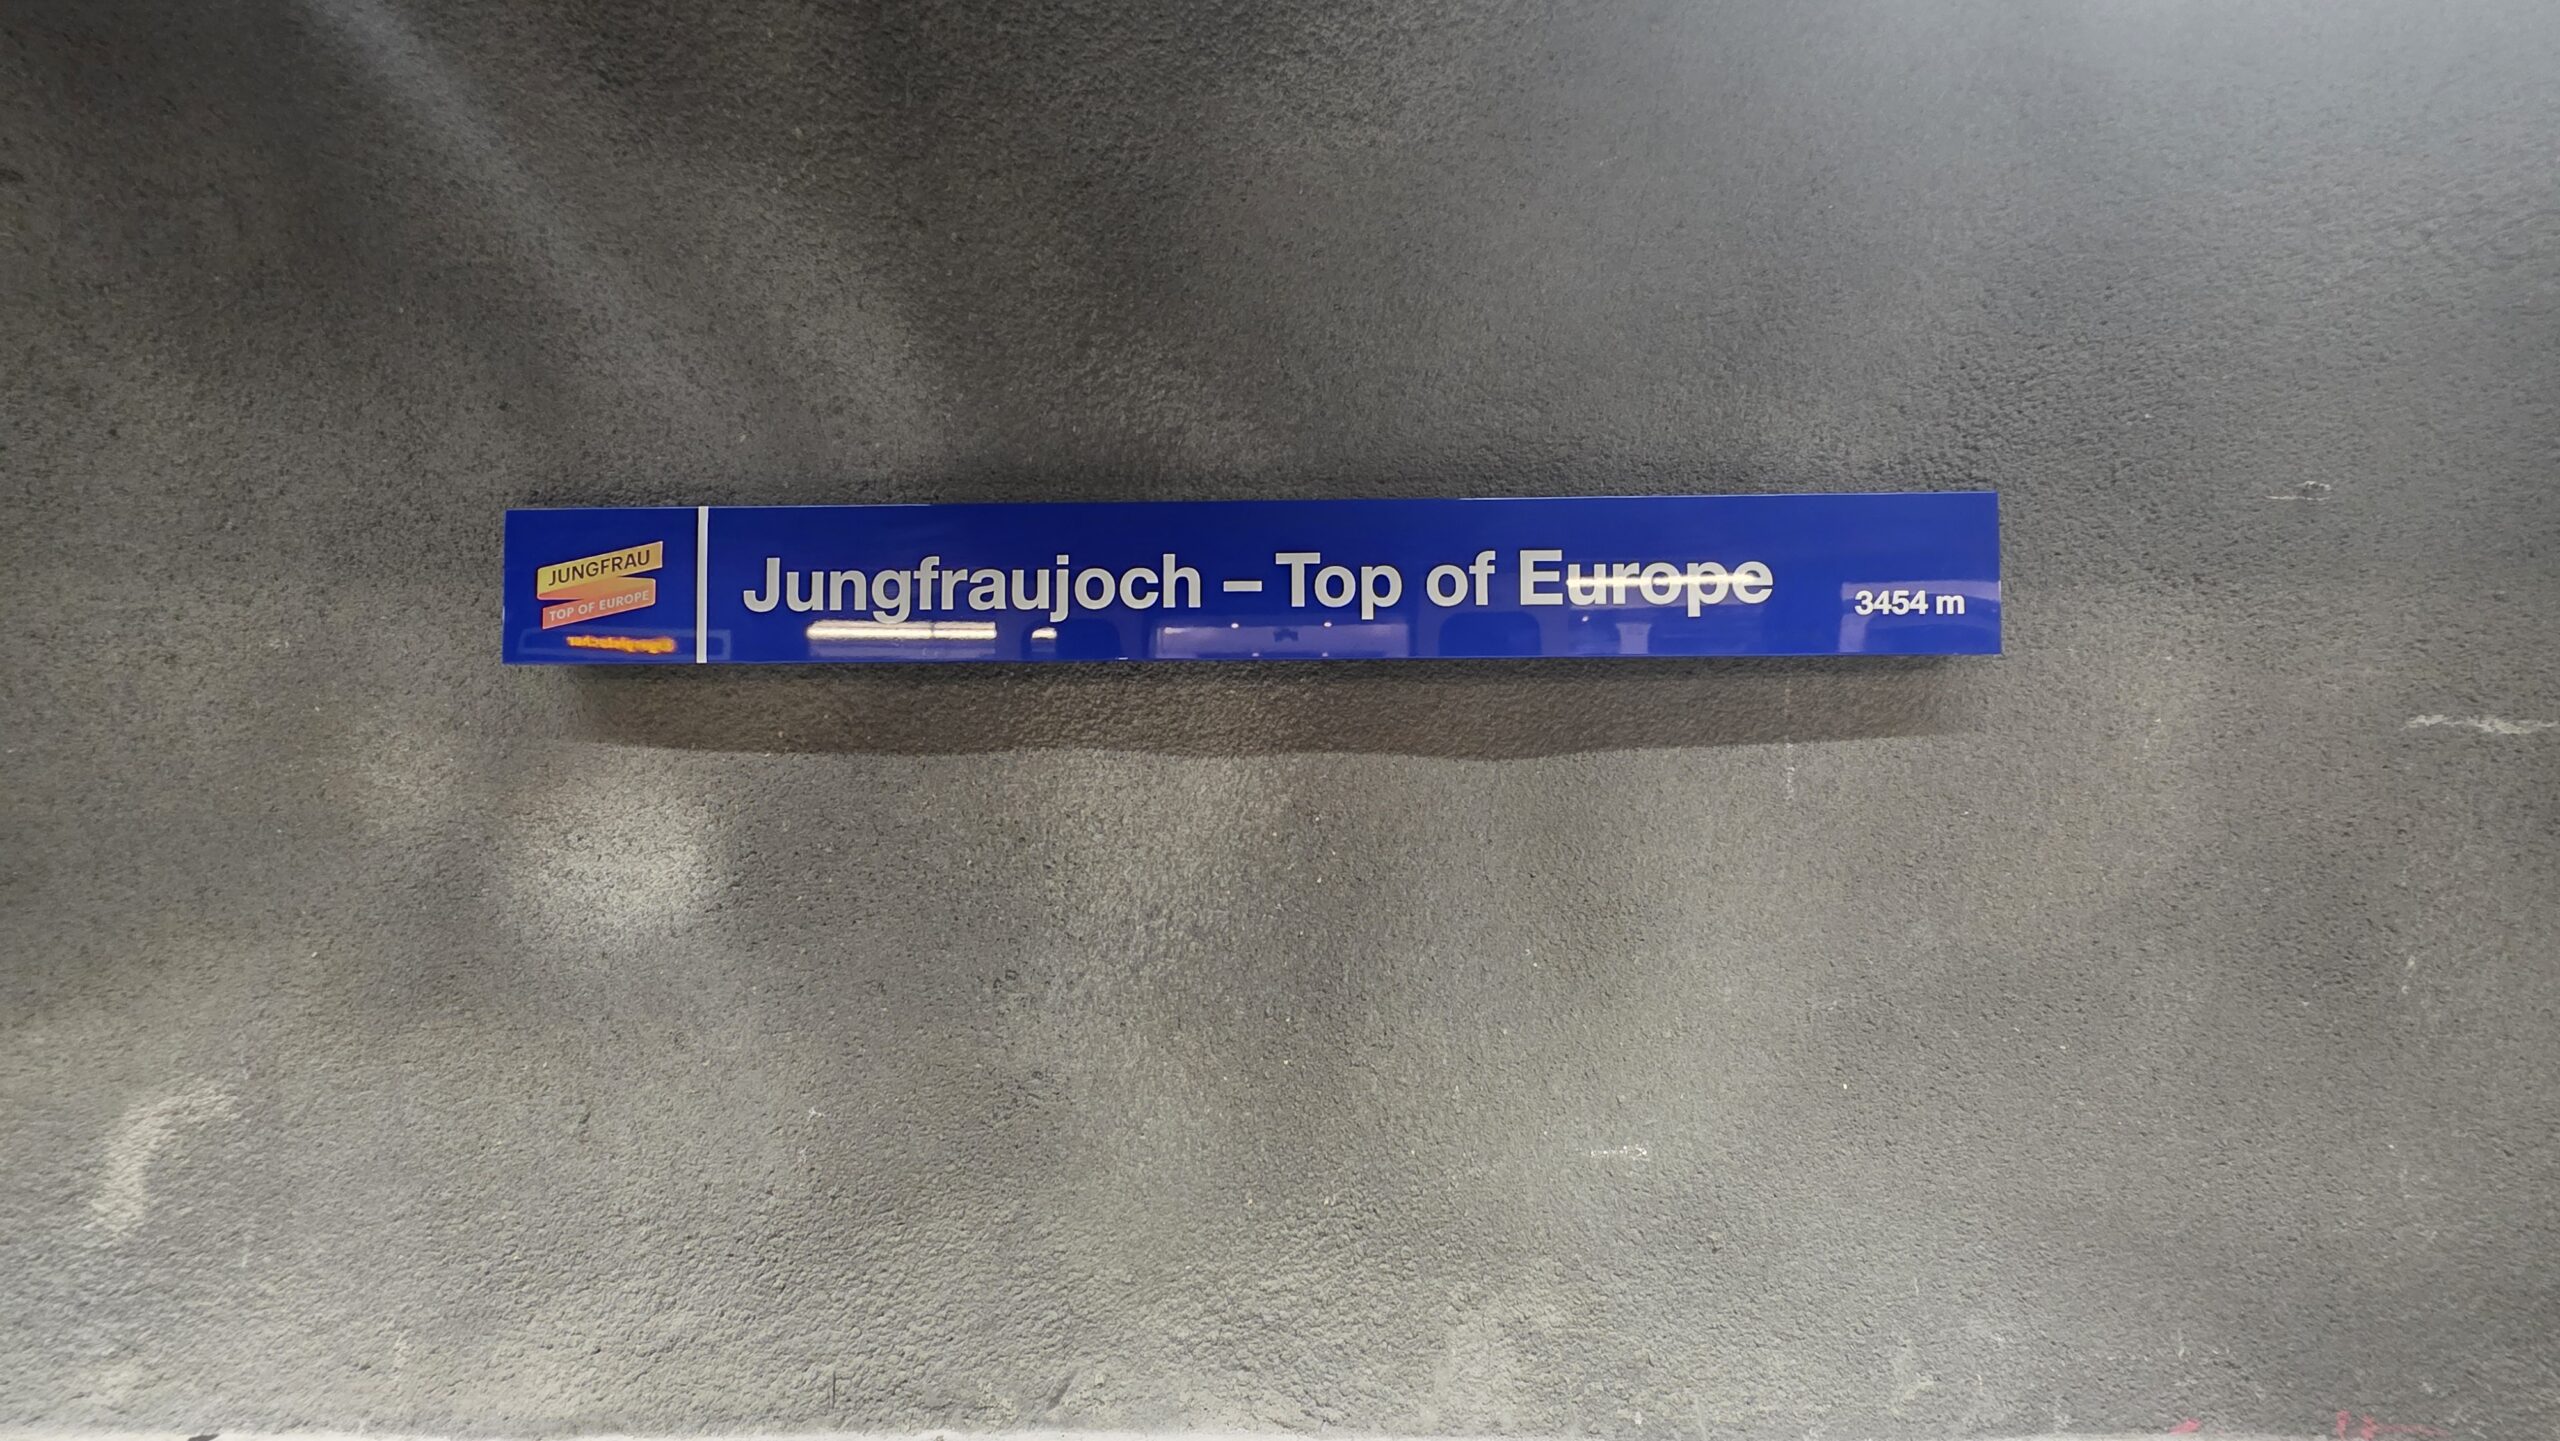 JUNGFRAU
TOP OF EUROPE
Jungfraujoch – Top of Europe
3454 m